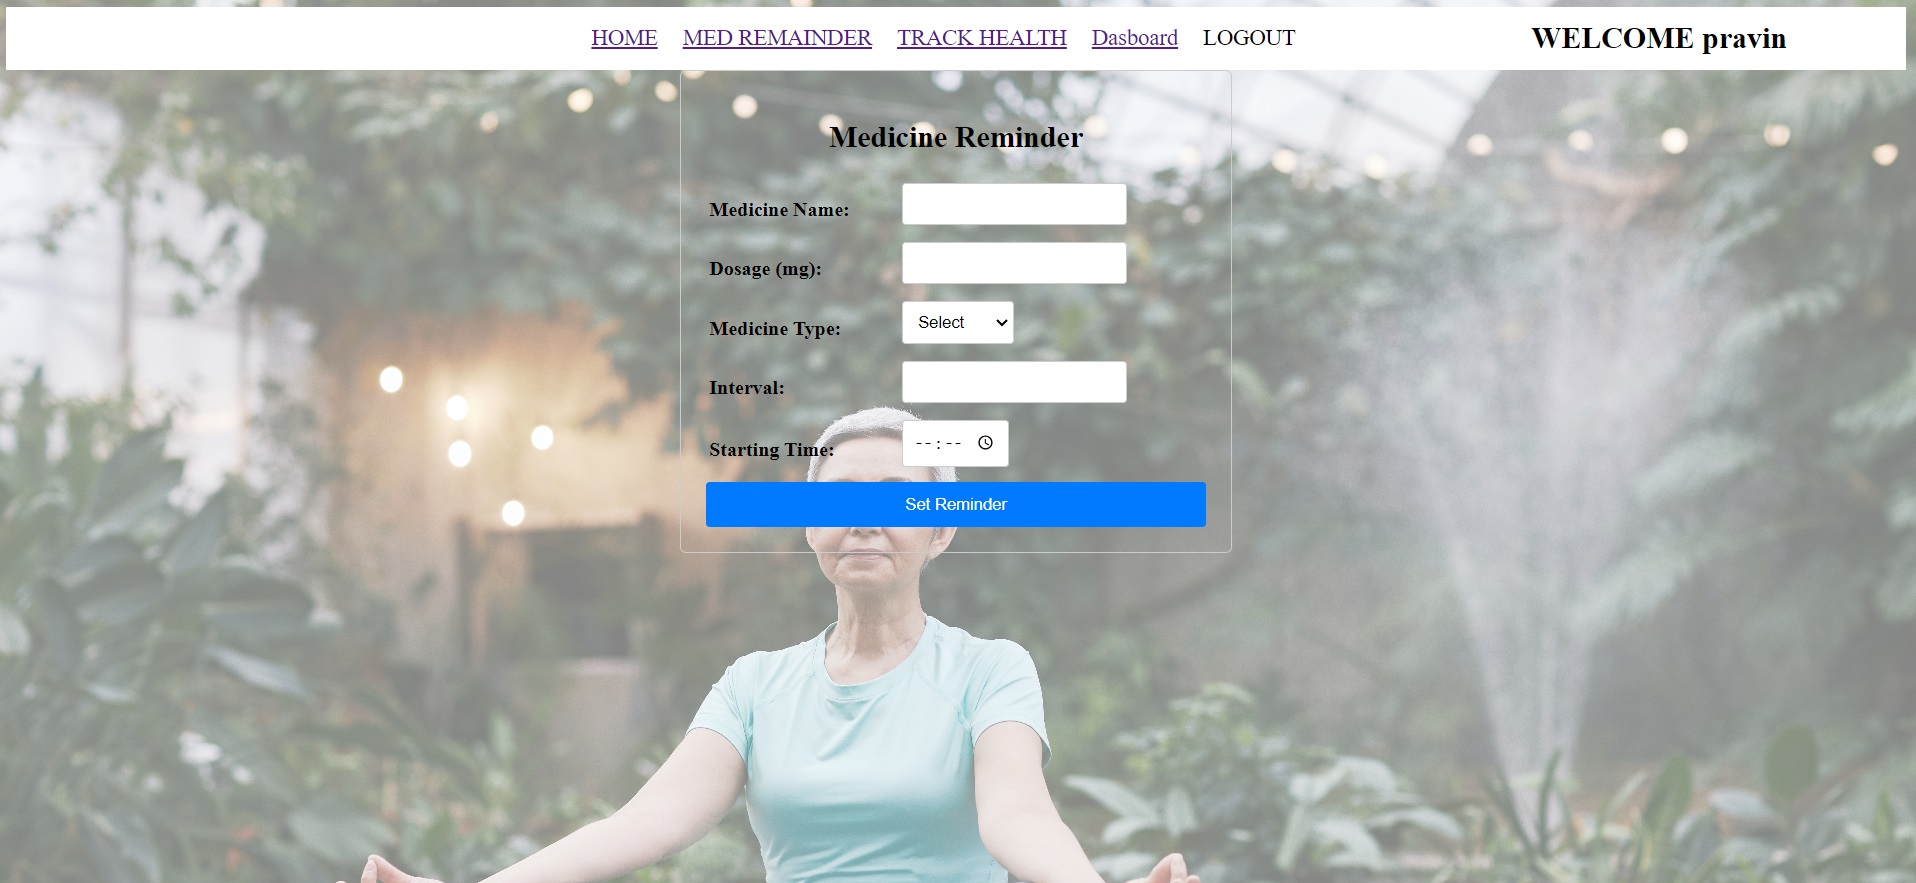 HOME MED REMAINDER TRACK HEALTH Dasboard LOGOUT WELCOME pravin
Medicine Reminder
Medicine Name:
Dosage (mg):
Medicine Type: Select
Interval:
Starting Time: --:--
Set Reminder